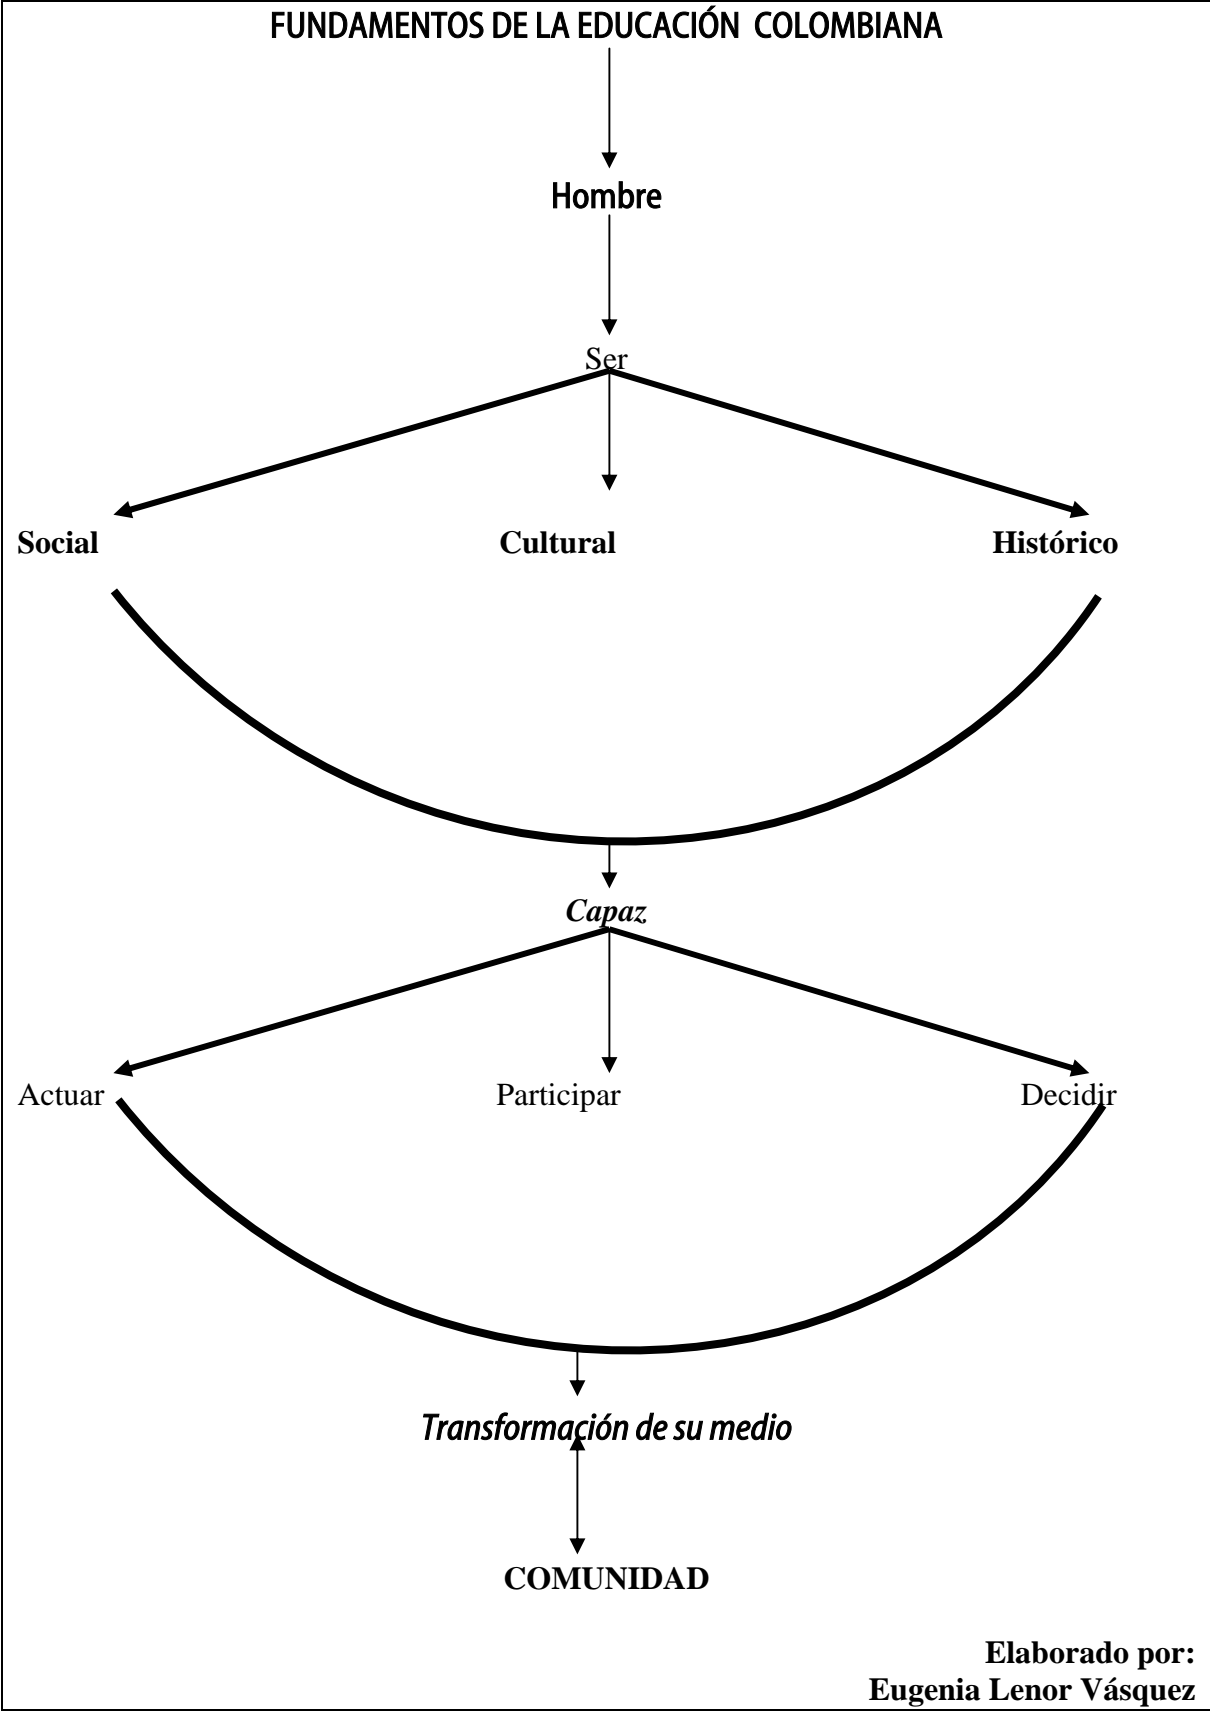 FUNDAMENTOS DE LA EDUCACIÓN COLOMBIANA
Hombre
Ser
Social Cultural Histórico
Capaz
Actuar Participar Decidir
Transformación de su medio
COMUNIDAD
Elaborado por:
Eugenia Lenor Vásquez